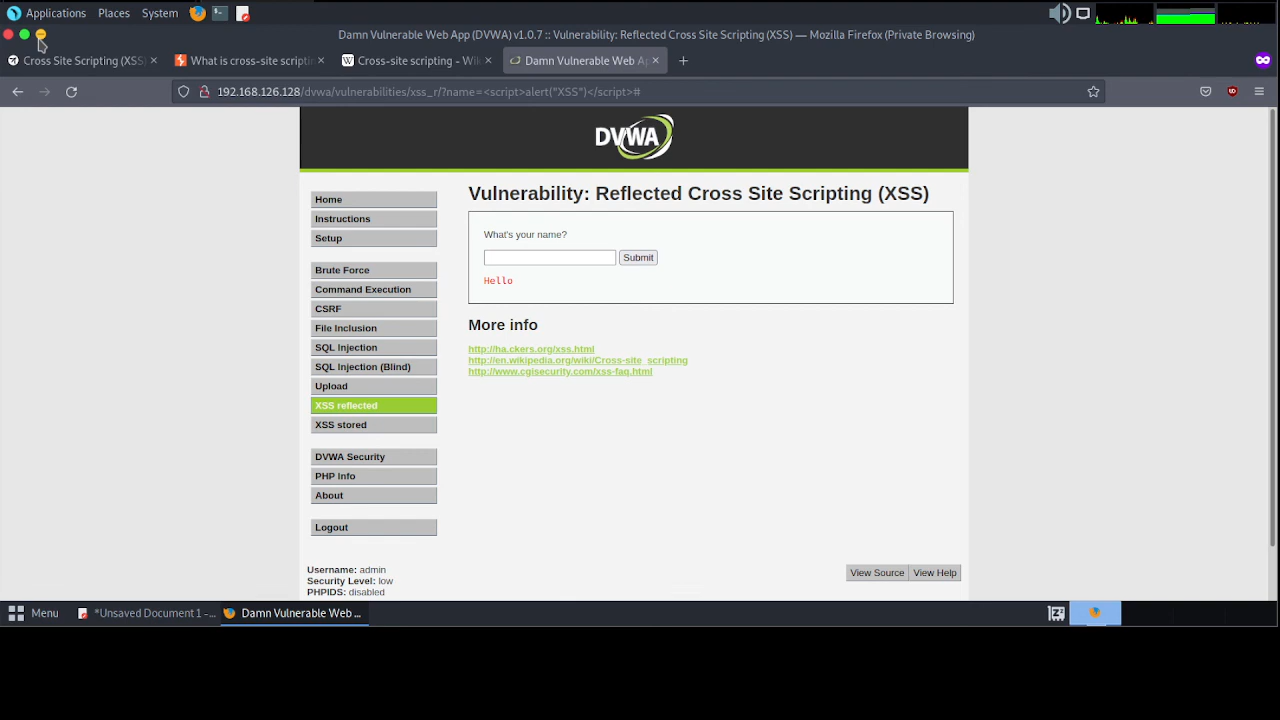 Applications Places System
Damn Vulnerable Web App (DVWA) v1.0.7 :: Vulnerability: Reflected Cross Site Scripting (XSS) — Mozilla Firefox (Private Browsing)
Cross Site Scripting (XSS) × What is cross-site scriptin × Cross-site scripting - Wik × Damn Vulnerable Web Ap × +
192.168.126.128/dvwa/vulnerabilities/xss_r/?name=<script>alert("XSS")</script>#
DVWA
Vulnerability: Reflected Cross Site Scripting (XSS)
Home
Instructions
Setup
Brute Force
Command Execution
CSRF
File Inclusion
SQL Injection
SQL Injection (Blind)
Upload
XSS reflected
XSS stored
DVWA Security
PHP Info
About
Logout
What's your name?
Submit
Hello
More info
http://ha.ckers.org/xss.html
http://en.wikipedia.org/wiki/Cross-site_scripting
http://www.cgisecurity.com/xss-faq.html
Username: admin
Security Level: low
PHPIDS: disabled
View Source View Help
Menu *Unsaved Document 1 -... Damn Vulnerable Web ...